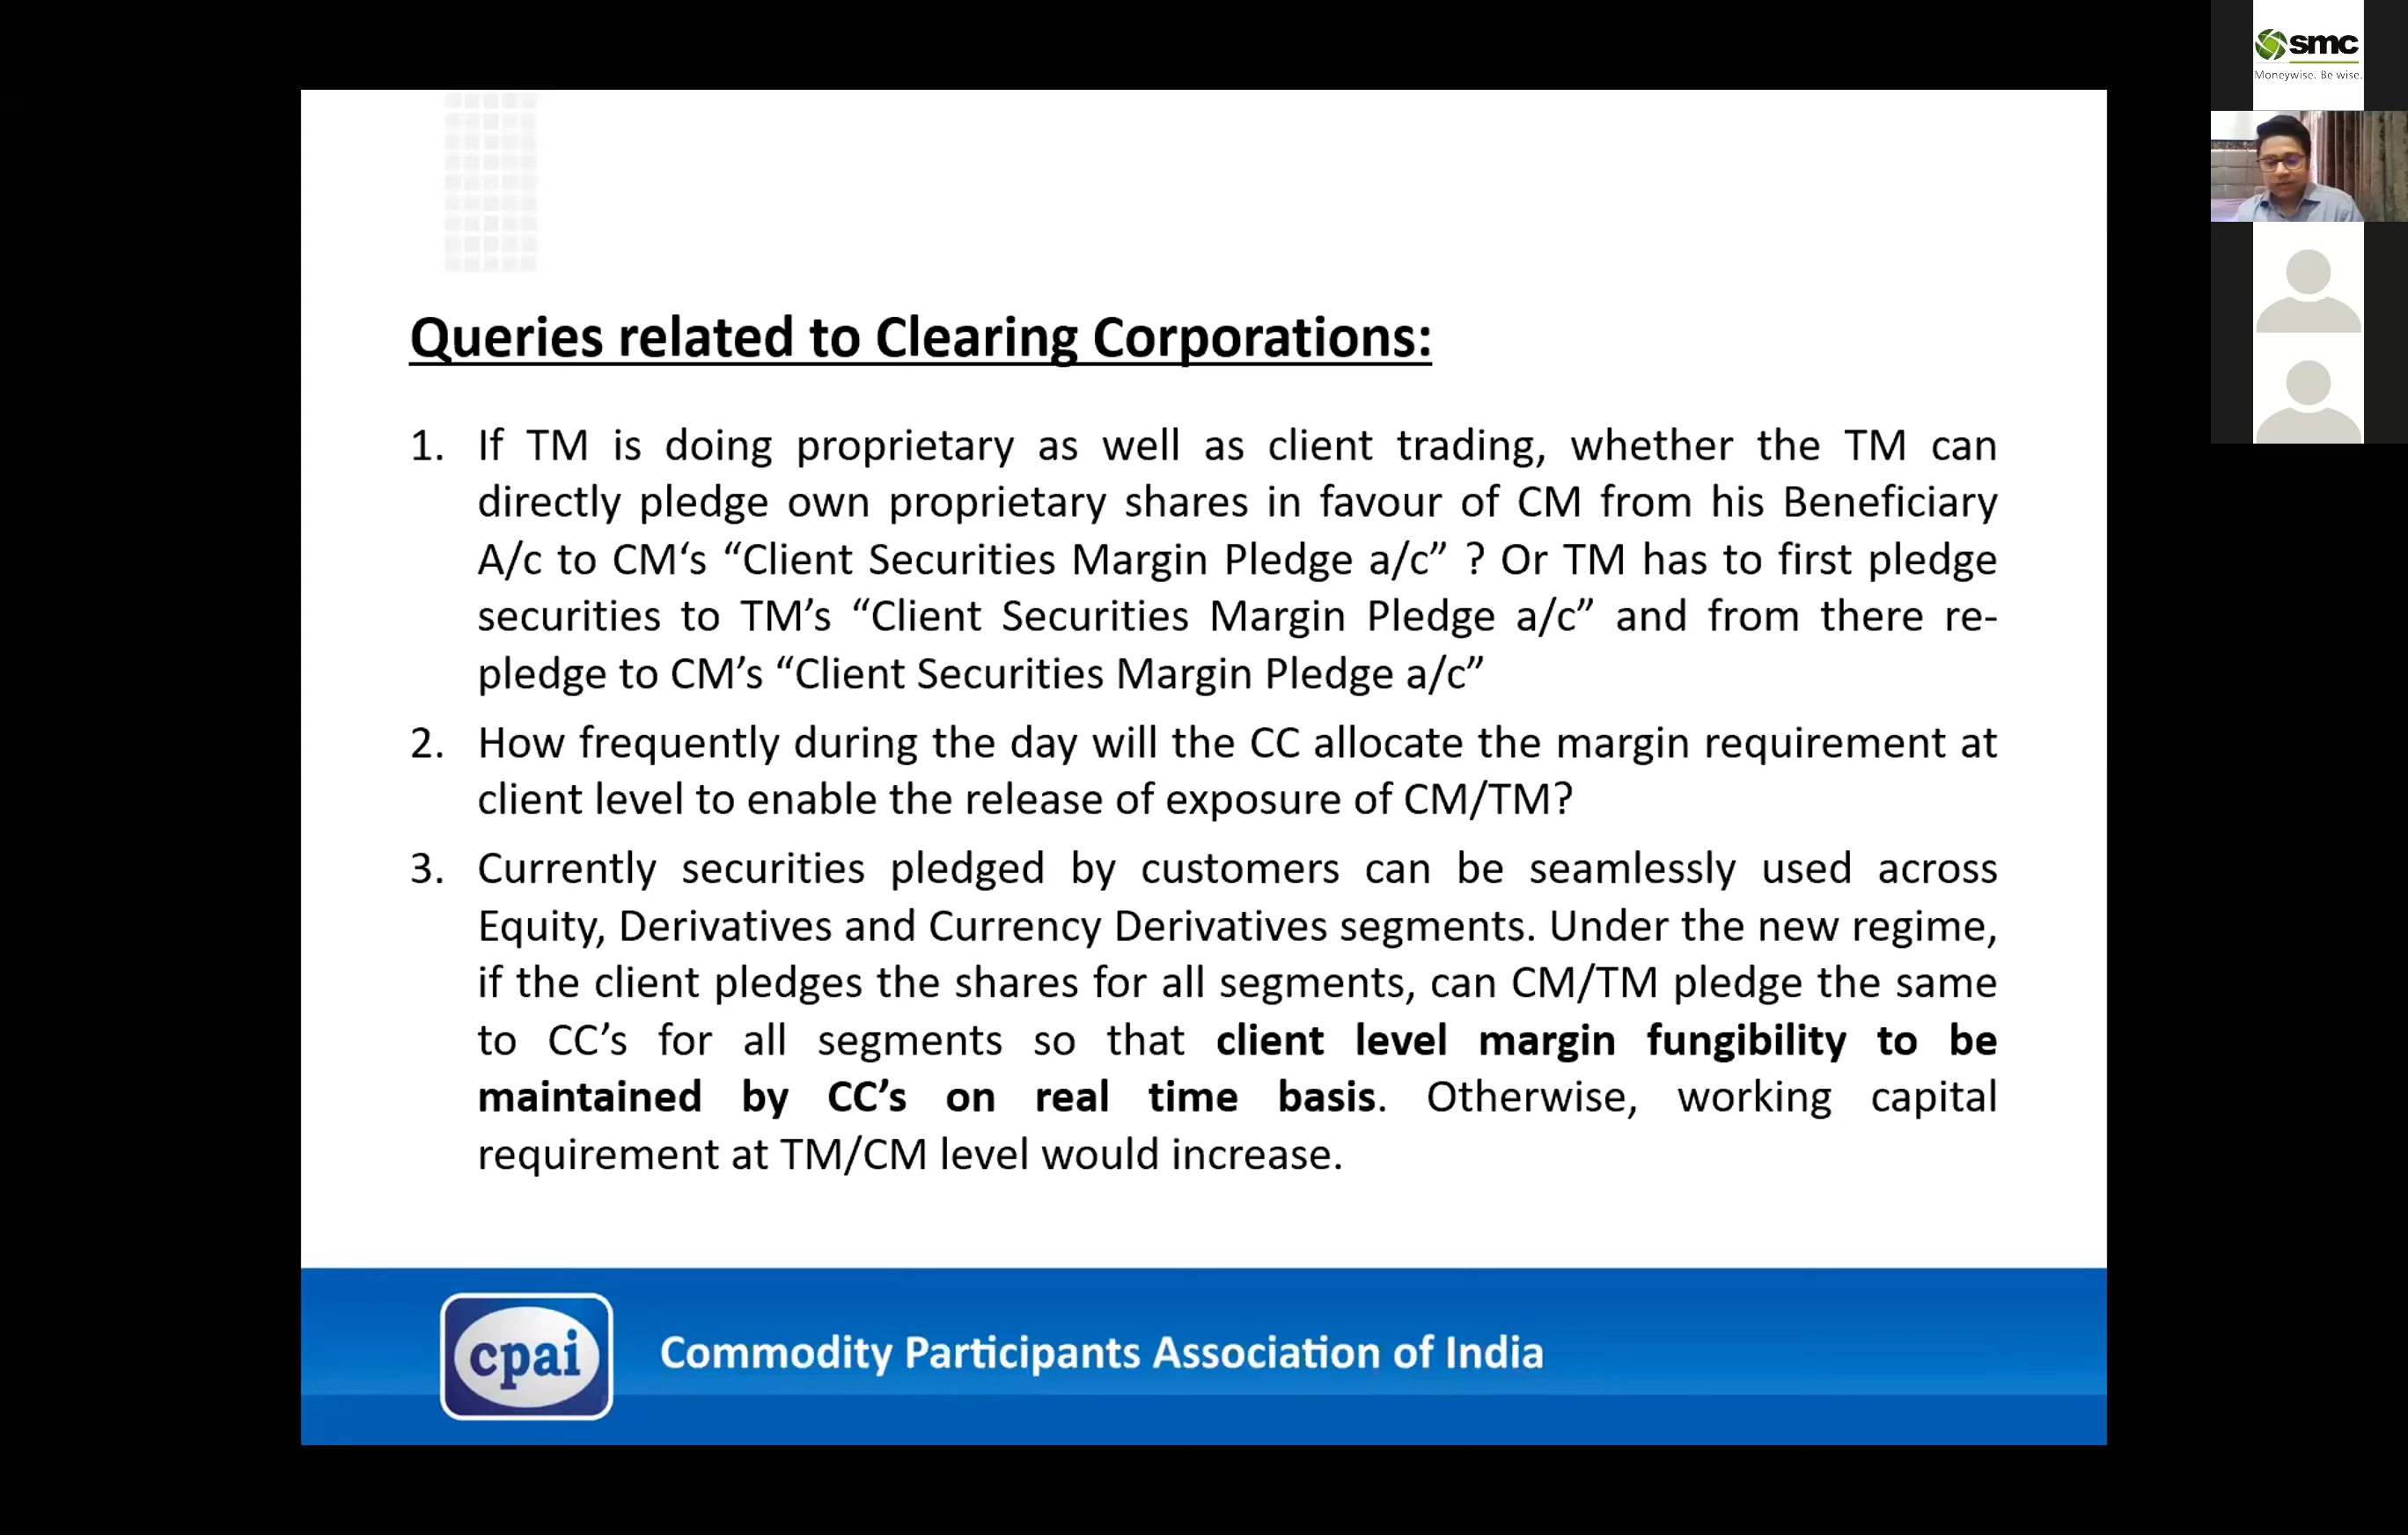 smc
Moneywise. Be wise.
Queries related to Clearing Corporations:
1. If TM is doing proprietary as well as client trading, whether the TM can
directly pledge own proprietary shares in favour of CM from his Beneficiary
A/c to CM‘s “Client Securities Margin Pledge a/c” ? Or TM has to first pledge
securities to TM’s “Client Securities Margin Pledge a/c” and from there re-
pledge to CM’s “Client Securities Margin Pledge a/c”
2. How frequently during the day will the CC allocate the margin requirement at
client level to enable the release of exposure of CM/TM?
3. Currently securities pledged by customers can be seamlessly used across
Equity, Derivatives and Currency Derivatives segments. Under the new regime,
if the client pledges the shares for all segments, can CM/TM pledge the same
to CC’s for all segments so that client level margin fungibility to be
maintained by CC’s on real time basis. Otherwise, working capital
requirement at TM/CM level would increase.
cpai
Commodity Participants Association of India